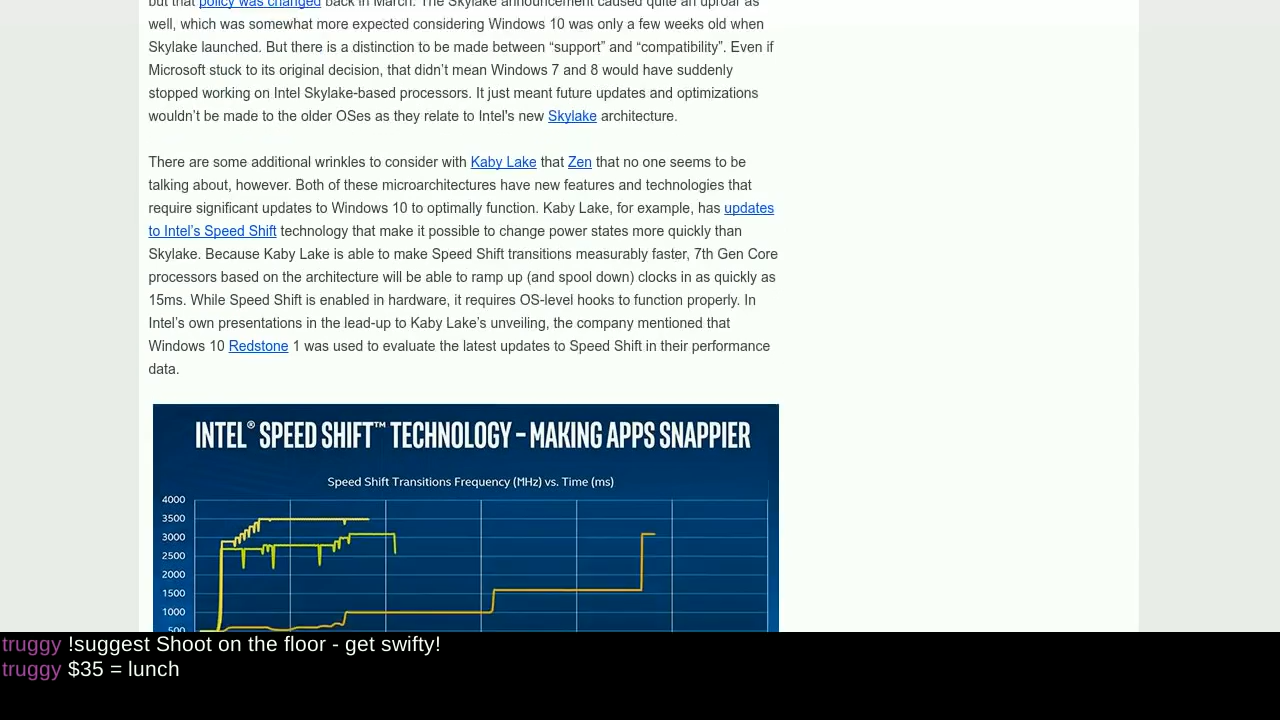 but that policy was changed back in March. The Skylake announcement caused quite an uproar as
well, which was somewhat more expected considering Windows 10 was only a few weeks old when
Skylake launched. But there is a distinction to be made between “support” and “compatibility”. Even if
Microsoft stuck to its original decision, that didn’t mean Windows 7 and 8 would have suddenly
stopped working on Intel Skylake-based processors. It just meant future updates and optimizations
wouldn’t be made to the older OSes as they relate to Intel's new Skylake architecture.
There are some additional wrinkles to consider with Kaby Lake that Zen that no one seems to be
talking about, however. Both of these microarchitectures have new features and technologies that
require significant updates to Windows 10 to optimally function. Kaby Lake, for example, has updates
to Intel’s Speed Shift technology that make it possible to change power states more quickly than
Skylake. Because Kaby Lake is able to make Speed Shift transitions measurably faster, 7th Gen Core
processors based on the architecture will be able to ramp up (and spool down) clocks in as quickly as
15ms. While Speed Shift is enabled in hardware, it requires OS-level hooks to function properly. In
Intel’s own presentations in the lead-up to Kaby Lake’s unveiling, the company mentioned that
Windows 10 Redstone 1 was used to evaluate the latest updates to Speed Shift in their performance
data.
INTEL® SPEED SHIFT™ TECHNOLOGY – MAKING APPS SNAPPIER
Speed Shift Transitions Frequency (MHz) vs. Time (ms)
4000
3500
3000
2500
2000
1500
1000
500
truggy !suggest Shoot on the floor - get swifty!
truggy $35 = lunch